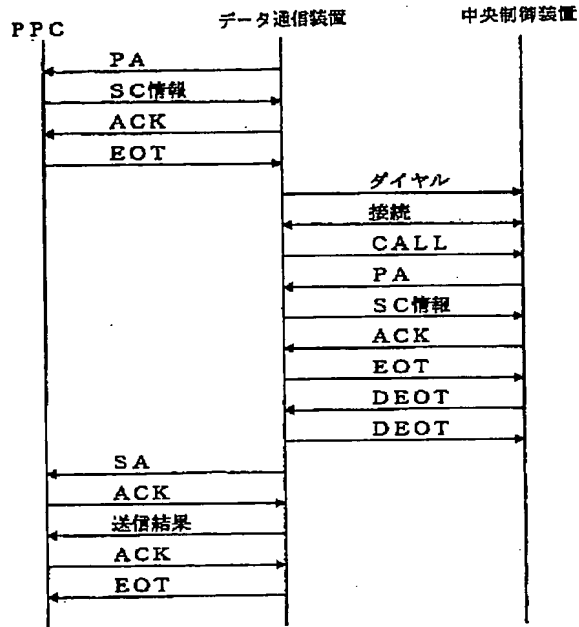 PPC
データ通信装置
中央制御装置
PA
SC情報
ACK
EOT
ダイヤル
接続
CALL
PA
SC情報
ACK
EOT
DEOT
DEOT
SA
ACK
送信結果
ACK
EOT